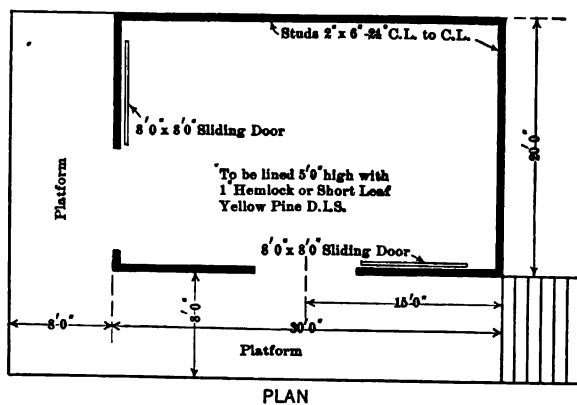 Studs 2" x 6"-24" C.L. to C.L.
8'0" x 8'0" Sliding Door
20'-0"
Platform
"To be lined 5'0" high with
1" Hemlock or Short Leaf
Yellow Pine D.I.S.
8'0" x 8'0" Sliding Door
15'-0"
8'-0"
8'-0"
30'-0"
Platform
PLAN